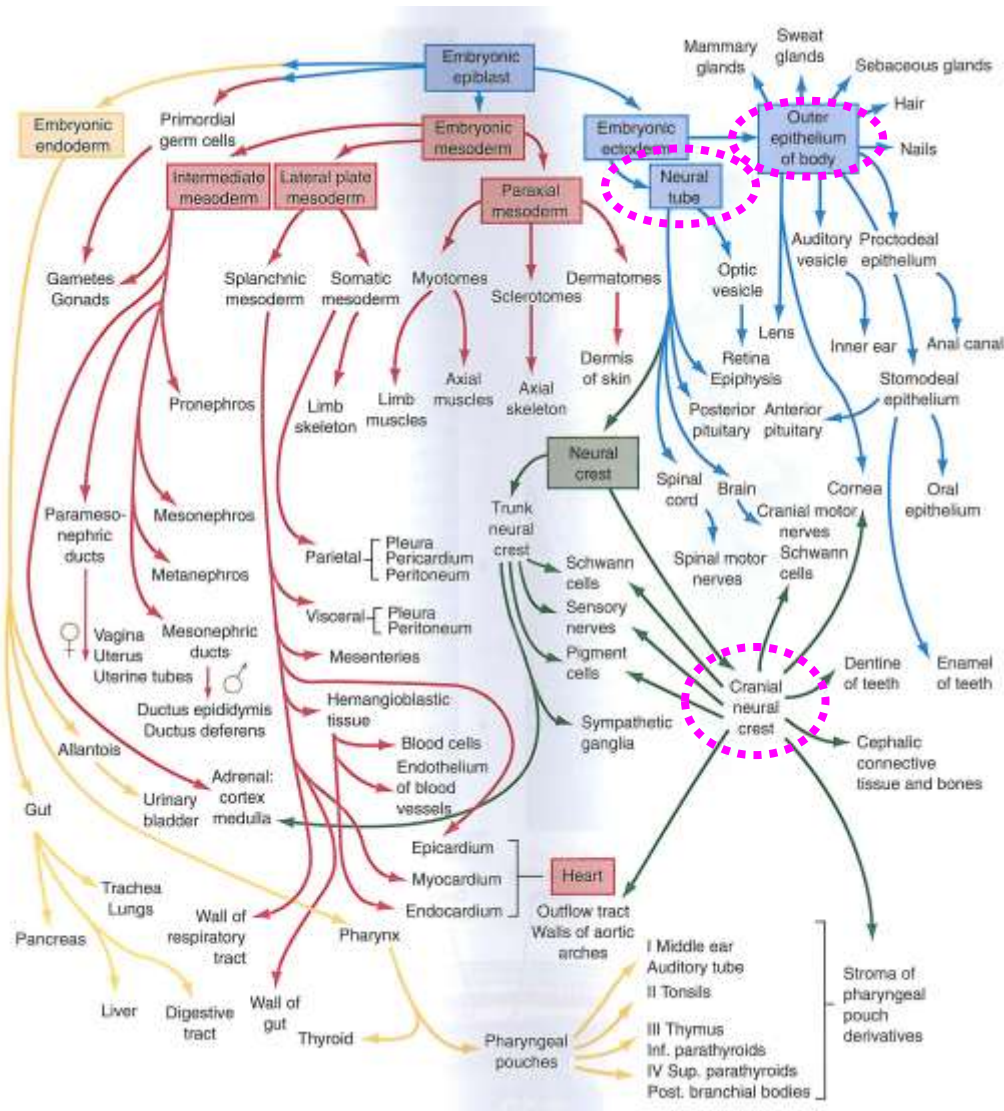 Embryonic
epiblast
Mammary
glands
Sweat
glands
Sebaceous glands
Hair
Nails
Embryonic
endoderm
Primordial
germ cells
Embryonic
mesoderm
Embryonic
ectoderm
Outer
epithelium
of body
Intermediate
mesoderm
Lateral plate
mesoderm
Paraxial
mesoderm
Neural
tube
Gametes
Gonads
Splanchnic
mesoderm
Somatic
mesoderm
Myotomes
Sclerotomes
Dermatomes
Optic
vesicle
Auditory
vesicle
Proctodeal
epithelium
Lens
Inner ear
Anal canal
Pronephros
Limb
skeleton
Limb
muscles
Axial
muscles
Axial
skeleton
Dermis
of skin
Retina
Epiphysis
Posterior
pituitary
Anterior
pituitary
Stomodeal
epithelium
Neural
crest
Spinal
cord
Brain
Cornea
Oral
epithelium
Parameso-
nephric
ducts
Mesonephros
Metanephros
Trunk
neural
crest
Cranial motor
nerves
Spinal motor
nerves
Schwann
cells
Parietal
Pleura
Pericardium
Peritoneum
Schwann
cells
Visceral
Pleura
Peritoneum
Sensory
nerves
♀
Vagina
Uterus
Uterine tubes
Mesonephric
ducts
♂
Ductus epididymis
Ductus deferens
Mesenteries
Pigment
cells
Cranial
neural
crest
Dentine
of teeth
Enamel
of teeth
Hemangioblastic
tissue
Sympathetic
ganglia
Blood cells
Endothelium
of blood
vessels
Cephalic
connective
tissue and bones
Allantois
Gut
Urinary
bladder
Adrenal:
cortex
medulla
Epicardium
Myocardium
Endocardium
Heart
Trachea
Lungs
Pancreas
Wall of
respiratory
tract
Pharynx
Outflow tract
Walls of aortic
arches
Liver
Digestive
tract
Wall of
gut
Thyroid
Pharyngeal
pouches
I Middle ear
Auditory tube
II Tonsils
III Thymus
Inf. parathyroids
IV Sup. parathyroids
Post. branchial bodies
Stroma of
pharyngeal
pouch
derivatives